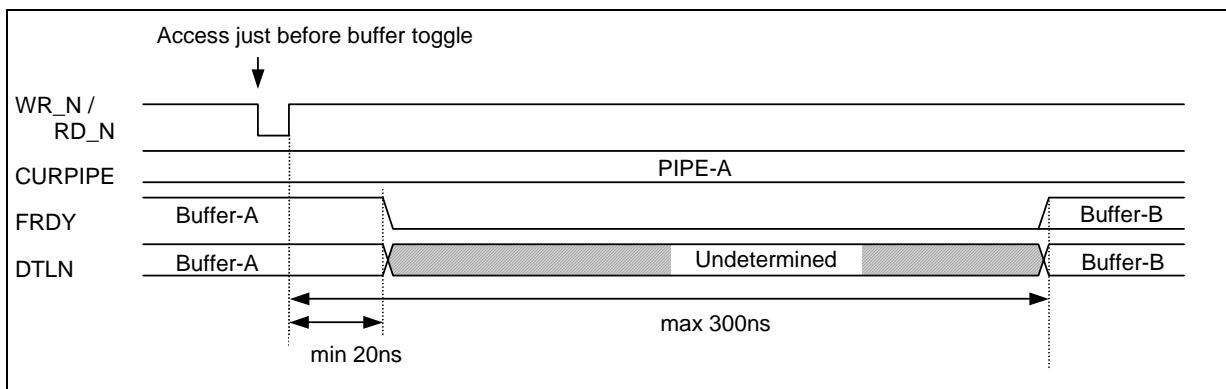 Access just before buffer toggle
WR_N /
RD_N
CURPIPE
PIPE-A
FRDY
Buffer-A
Buffer-B
DTLN
Buffer-A
Undetermined
Buffer-B
max 300ns
min 20ns